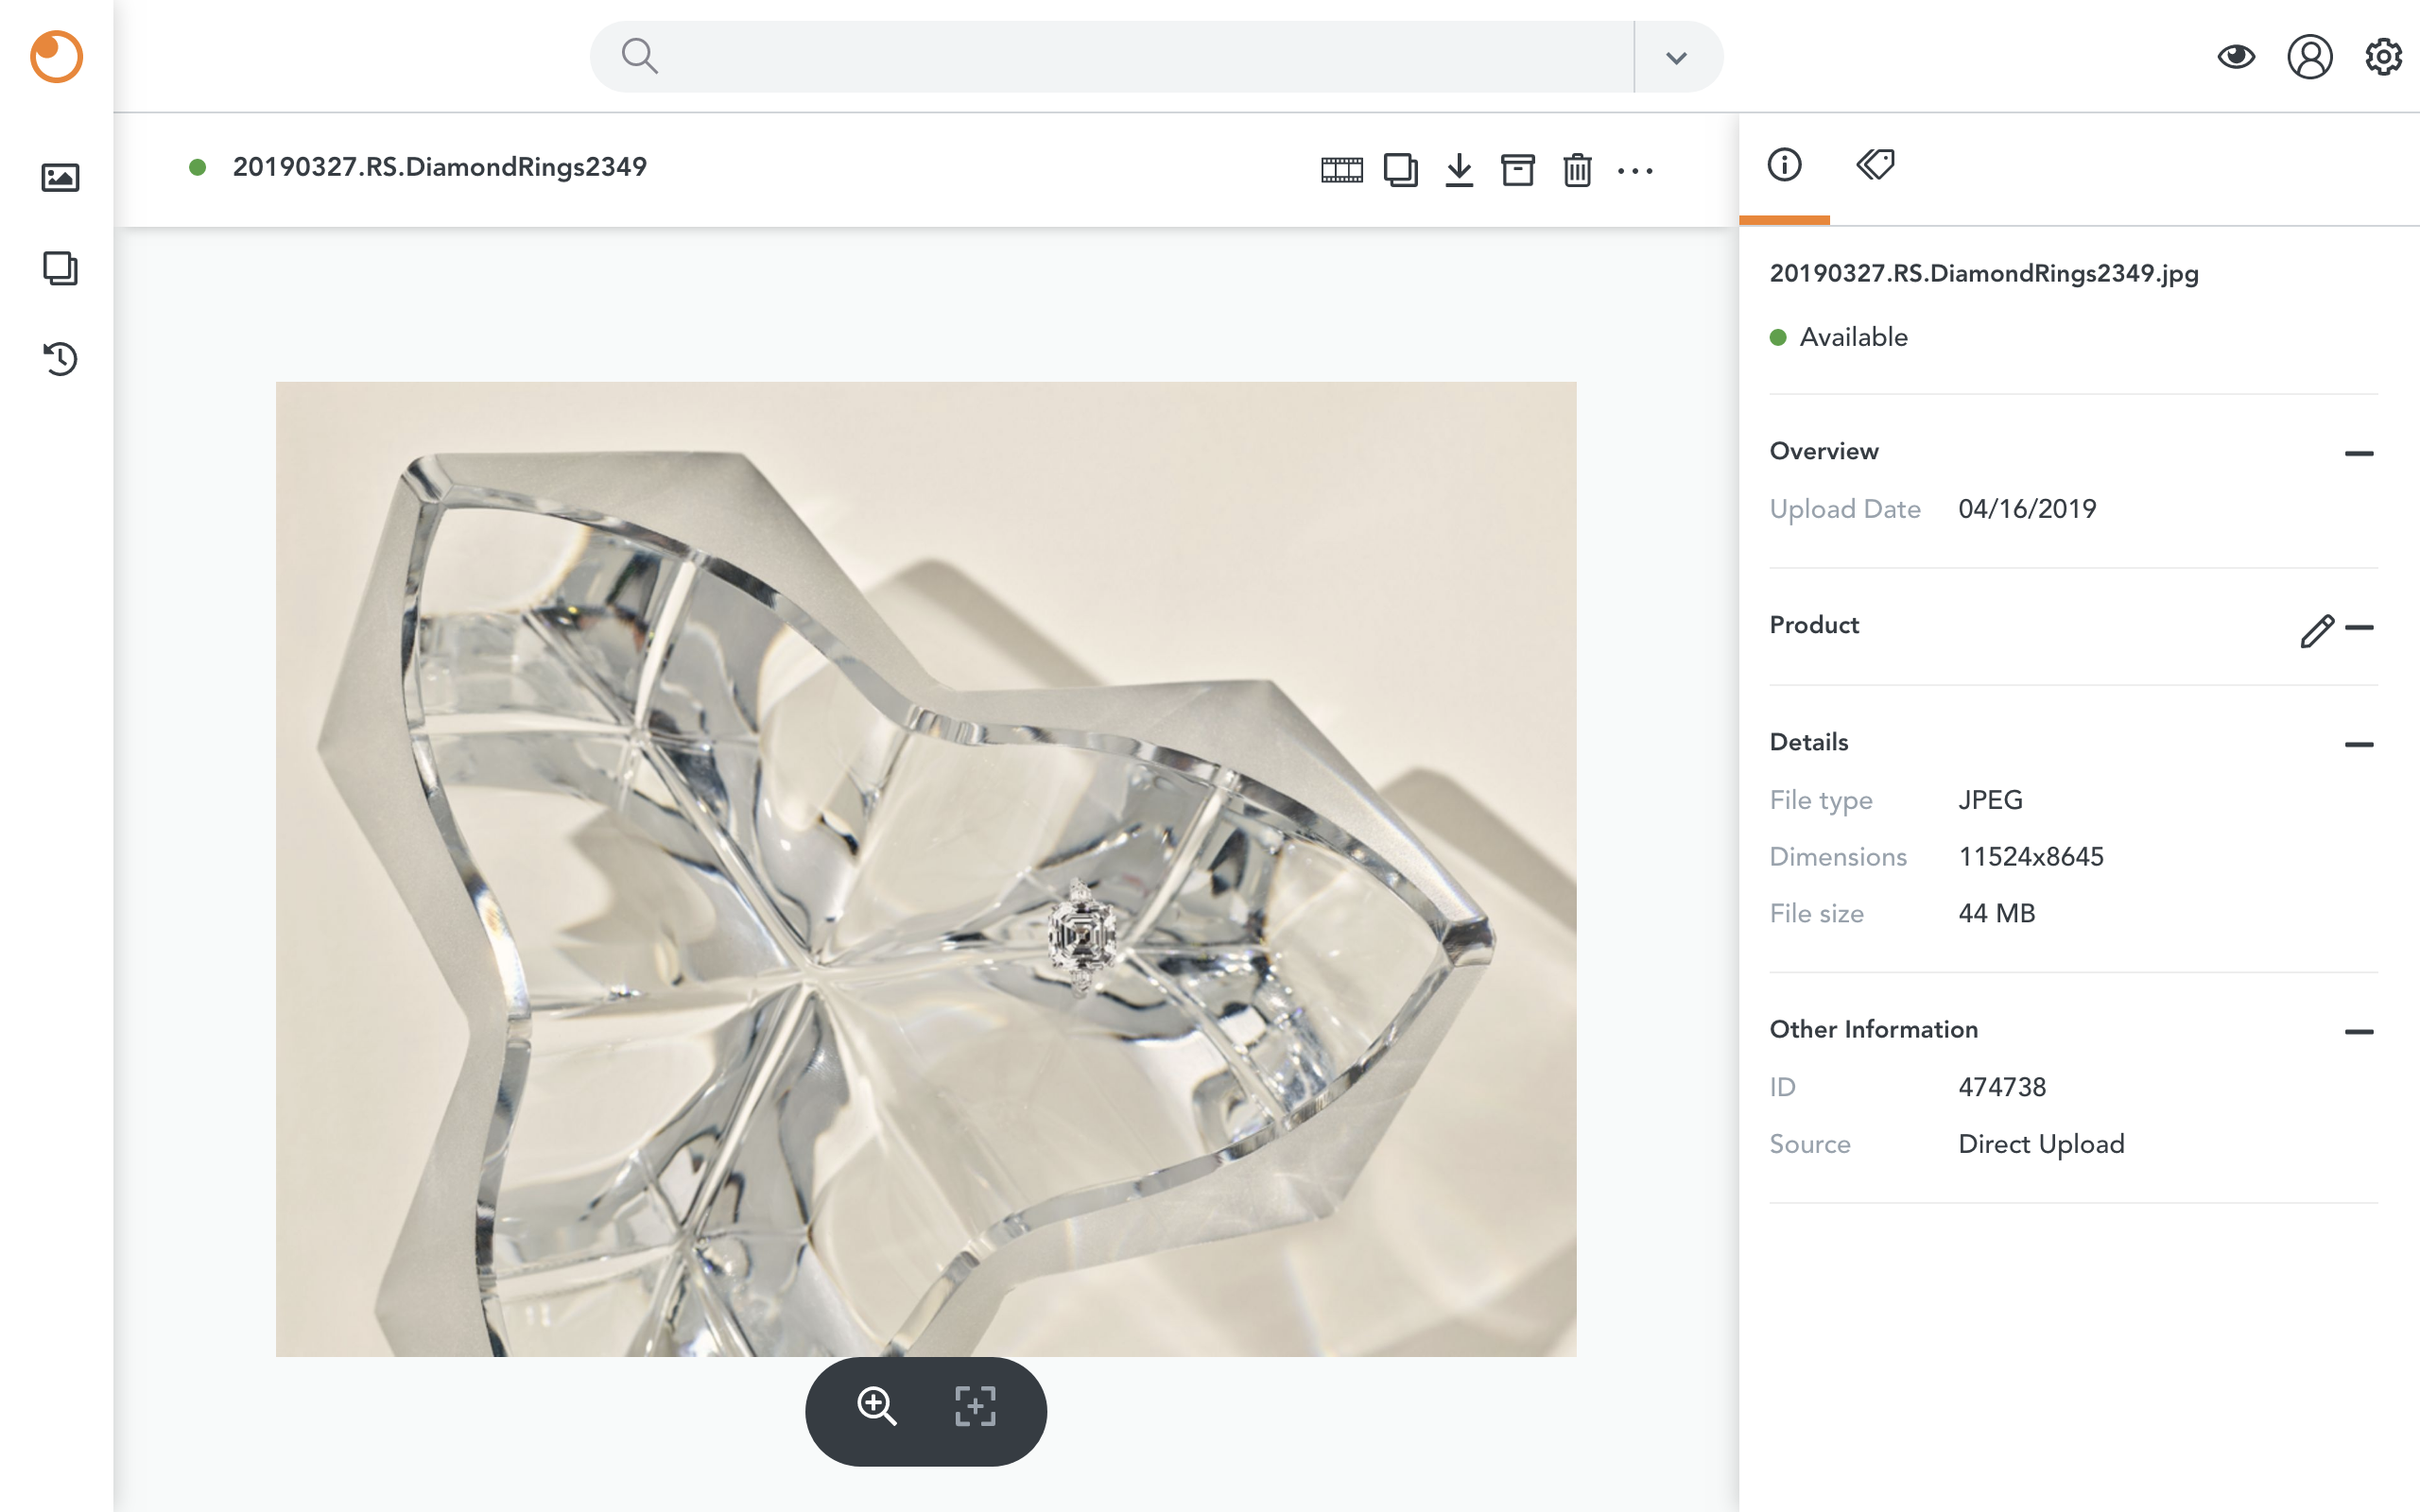 20190327.RS.DiamondRings2349
20190327.RS.DiamondRings2349.jpg
Available
Overview
Upload Date 04/16/2019
Product
Details
File type JPEG
Dimensions 11524x8645
File size 44 MB
Other Information
ID 474738
Source Direct Upload